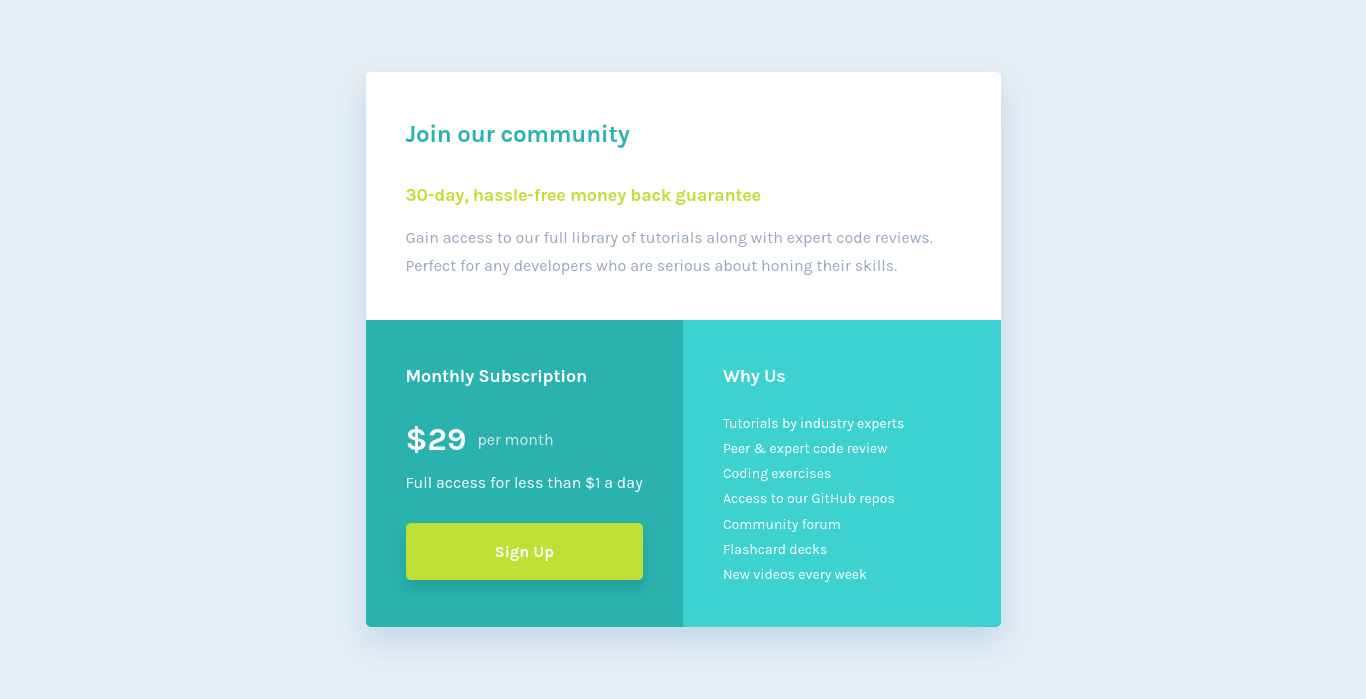 Join our community
30-day, hassle-free money back guarantee
Gain access to our full library of tutorials along with expert code reviews.
Perfect for any developers who are serious about honing their skills.
Monthly Subscription
$29 per month
Full access for less than $1 a day
Sign Up
Why Us
Tutorials by industry experts
Peer & expert code review
Coding exercises
Access to our GitHub repos
Community forum
Flashcard decks
New videos every week